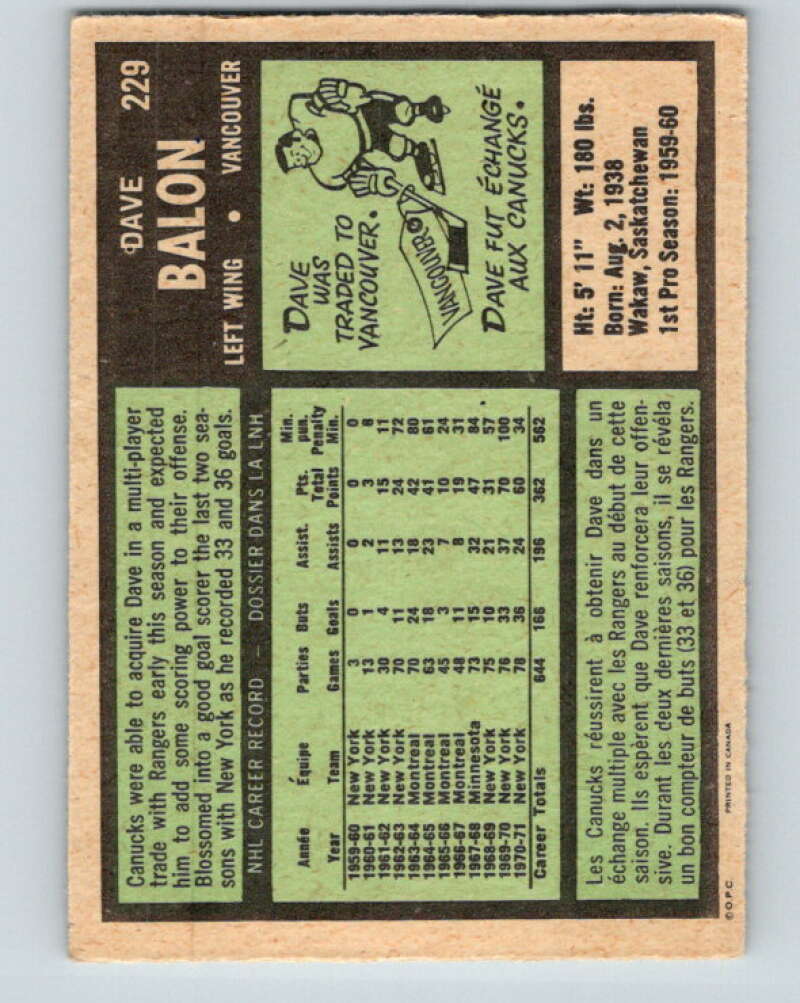 DAVE 229
BALON
LEFT WING • VANCOUVER
Canucks were able to acquire Dave in a multi-player
trade with Rangers early this season and expected
him to add some scoring power to their offense.
Blossomed into a good goal scorer the last two sea-
sons with New York as he recorded 33 and 36 goals.
DAVE
WAS
TRADED TO
VANCOUVER.
VANCOUVER
DAVE FUT ÉCHANGÉ
AUX CANUCKS.
NHL CAREER RECORD — DOSSIER DANS LA LNH
Année Équipe Parties Buts Assist. Pts. Min. pun.
Year Team Games Goals Assists Total Points Penalty Min.
1959-60 New York 3 0 0 0 0
1960-61 New York 13 1 2 3 8
1961-62 New York 30 4 11 15 11
1962-63 New York 70 11 13 24 72
1963-64 Montreal 70 24 18 42 80
1964-65 Montreal 63 18 23 41 61
1965-66 Montreal 45 3 7 10 24
1966-67 Montreal 48 11 8 19 31
1967-68 Minnesota 73 15 32 47 84
1968-69 New York 75 10 21 31 57
1969-70 New York 76 33 37 70 100
1970-71 New York 78 36 24 60 34
Career Totals 644 166 196 362 562
Ht: 5' 11" Wt: 180 lbs.
Born: Aug. 2, 1938
Wakaw, Saskatchewan
1st Pro Season: 1959-60
Les Canucks réussirent à obtenir Dave dans un
échange multiple avec les Rangers au début de cette
saison. Ils espèrent que Dave renforcera leur offen-
sive. Durant les deux dernières saisons, il se révéla
un bon compteur de buts (33 et 36) pour les Rangers.
© O.P.C. PRINTED IN CANADA